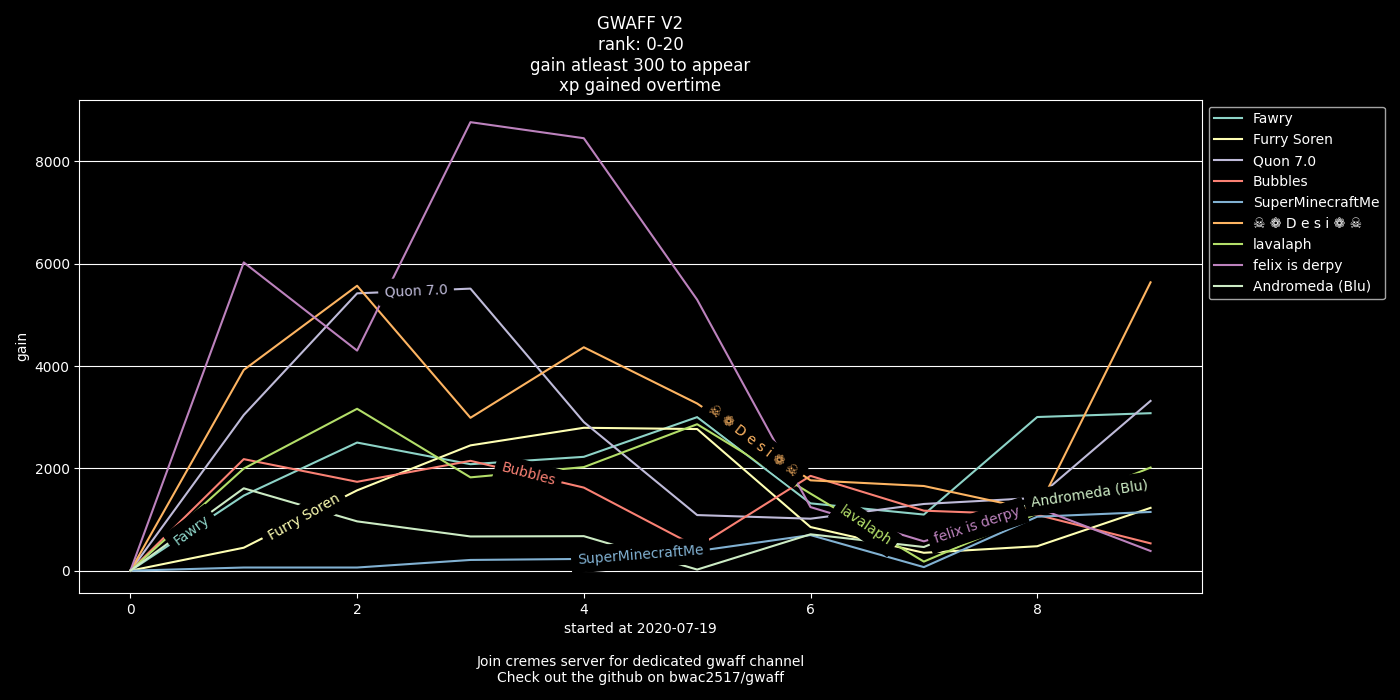 GWAFF V2
rank: 0-20
gain atleast 300 to appear
xp gained overtime
gain
8000
6000
4000
2000
0
0
2
4
6
8
Fawry
Furry Soren
Quon 7.0
Bubbles
SuperMinecraftMe
☠ ❁ D e s i ❁ ☠
lavalaph
felix is derpy
Andromeda (Blu)
Fawry
Furry Soren
Quon 7.0
Bubbles
SuperMinecraftMe
☠ ❁ D e s i ❁ ☠
lavalaph
felix is derpy
Andromeda (Blu)
started at 2020-07-19
Join cremes server for dedicated gwaff channel
Check out the github on bwac2517/gwaff